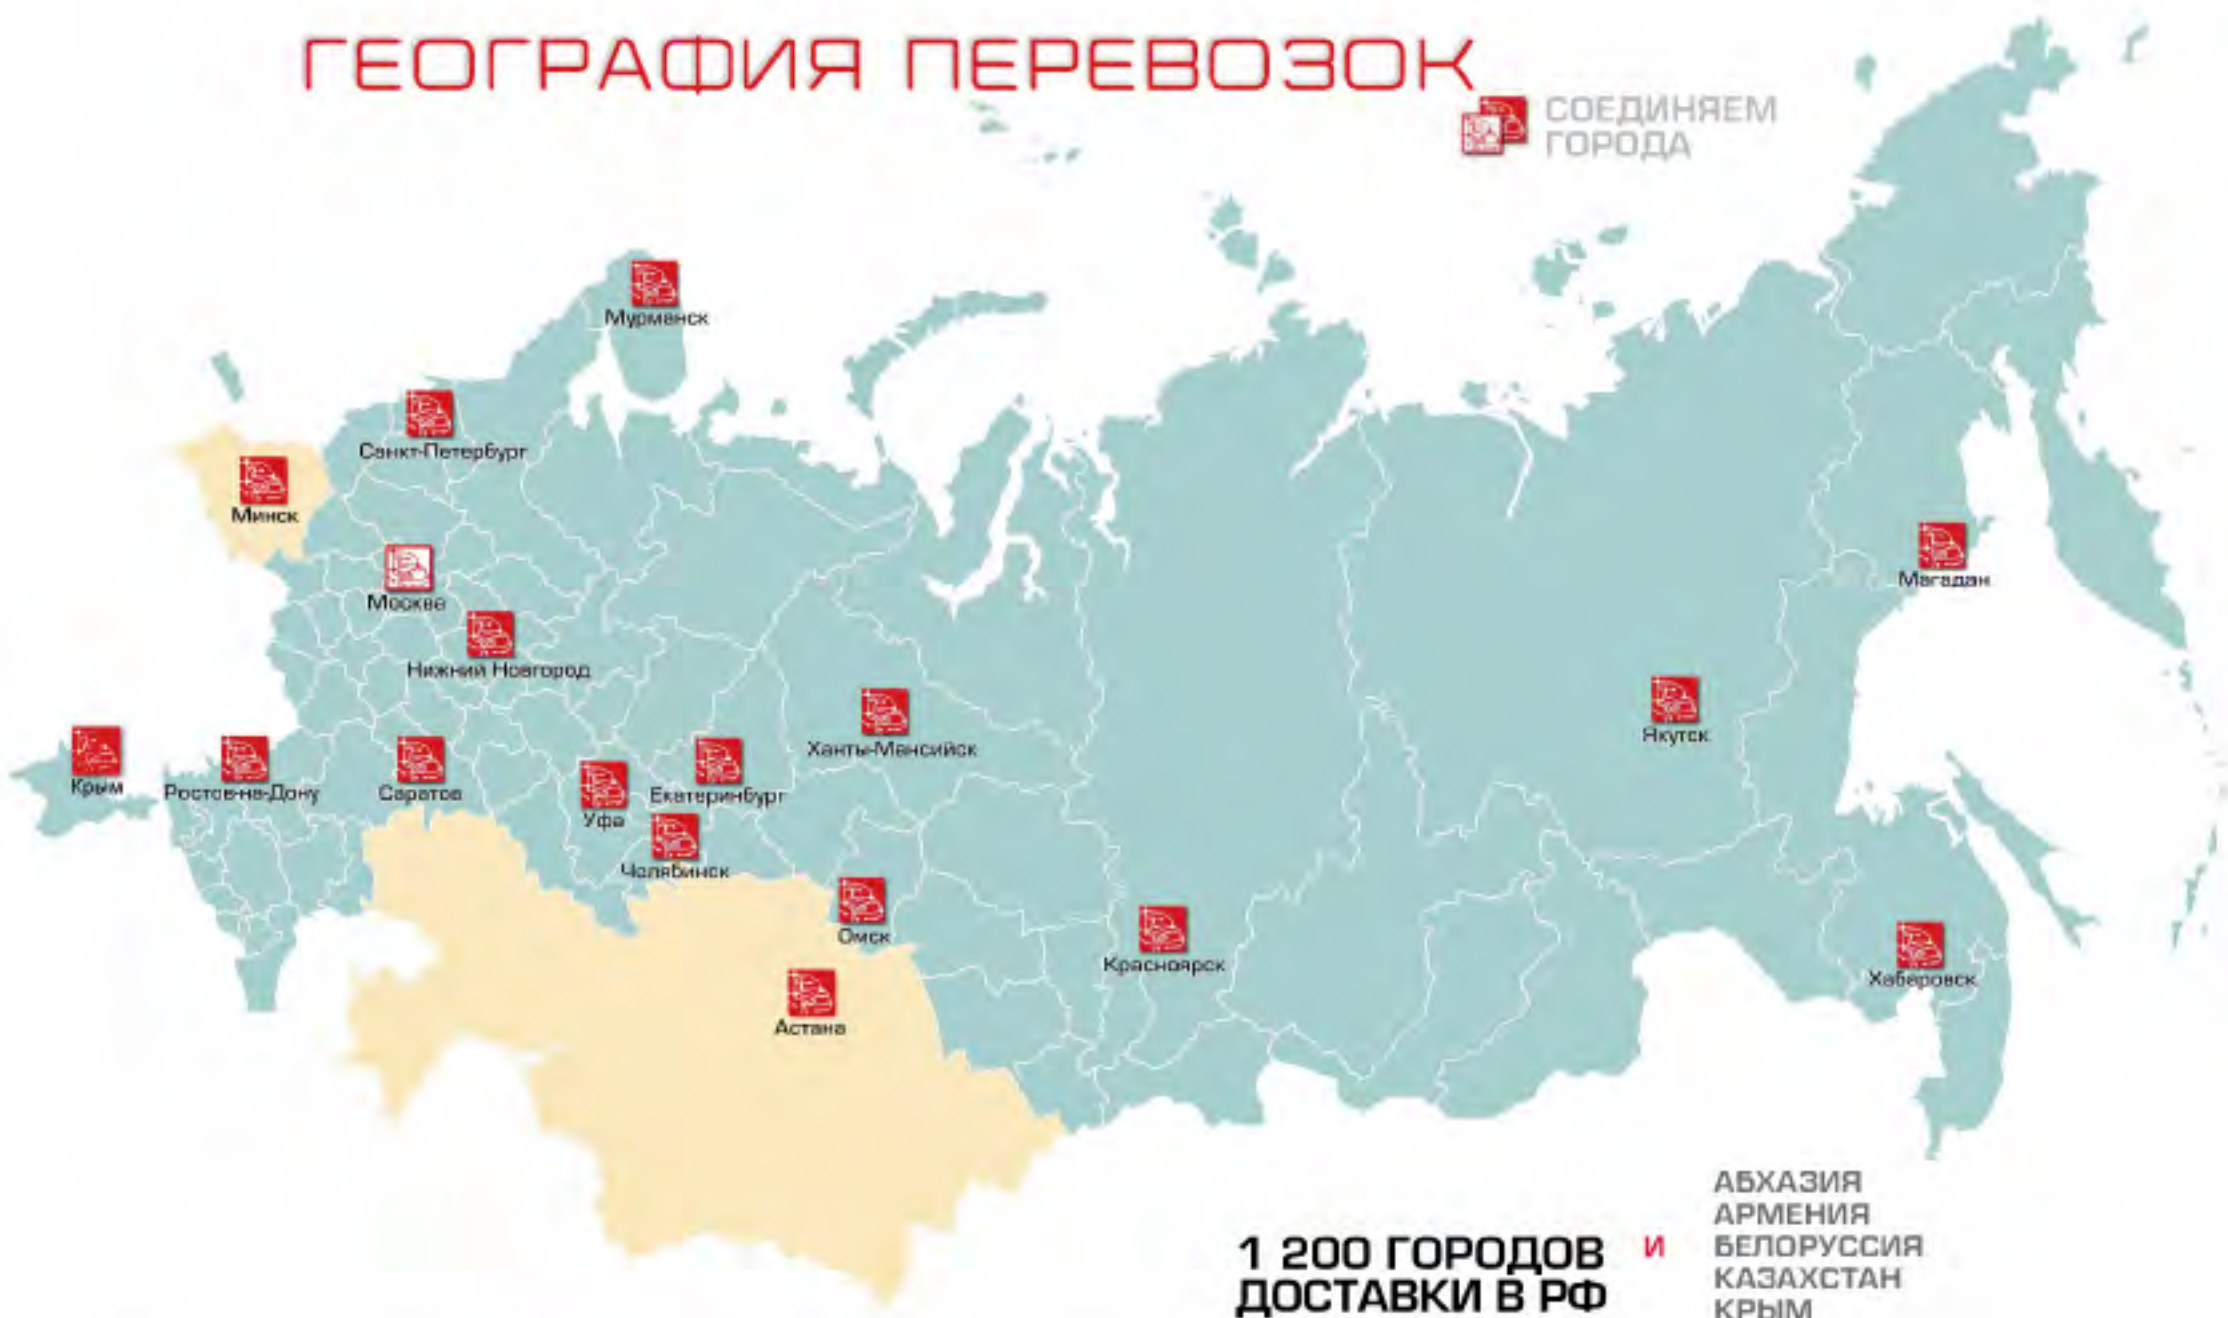 ГЕОГРАФИЯ ПЕРЕВОЗОК
СОЕДИНЯЕМ
ГОРОДА
Мурманск
Санкт-Петербург
Минск
Москва
Магадан
Нижний Новгород
Якутск
Ханты-Мансийск
Крым
Ростов-на-Дону
Саратов
Екатеринбург
Уфа
Челябинск
Омск
Красноярск
Хабаровск
Астана
1 200 ГОРОДОВ
ДОСТАВКИ В РФ
И
АБХАЗИЯ
АРМЕНИЯ
БЕЛОРУССИЯ
КАЗАХСТАН
КРЫМ